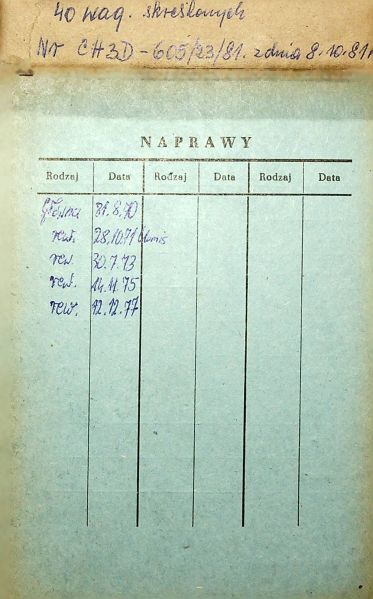 40 wag. skreślonych
Nr CH3D-605/23/81. z dnia 8.10.81r
NAPRAWY
Rodzaj Data Rodzaj Data Rodzaj Data
Główna 31.8.70
rew. 28.10.71
rew. 30.7.73
rew. 14.11.75
rew. 12.12.77